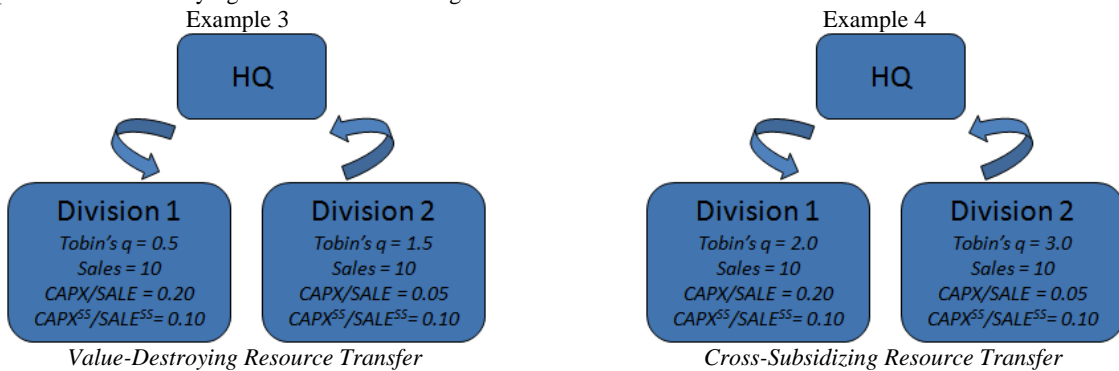 Example 3
HQ
Division 1
Tobin's q = 0.5
Sales = 10
CAPX/SALE = 0.20
CAPX^SS/SALE^SS= 0.10
Division 2
Tobin's q = 1.5
Sales = 10
CAPX/SALE = 0.05
CAPX^SS/SALE^SS= 0.10
Value-Destroying Resource Transfer
Example 4
HQ
Division 1
Tobin's q = 2.0
Sales = 10
CAPX/SALE = 0.20
CAPX^SS/SALE^SS= 0.10
Division 2
Tobin's q = 3.0
Sales = 10
CAPX/SALE = 0.05
CAPX^SS/SALE^SS= 0.10
Cross-Subsidizing Resource Transfer